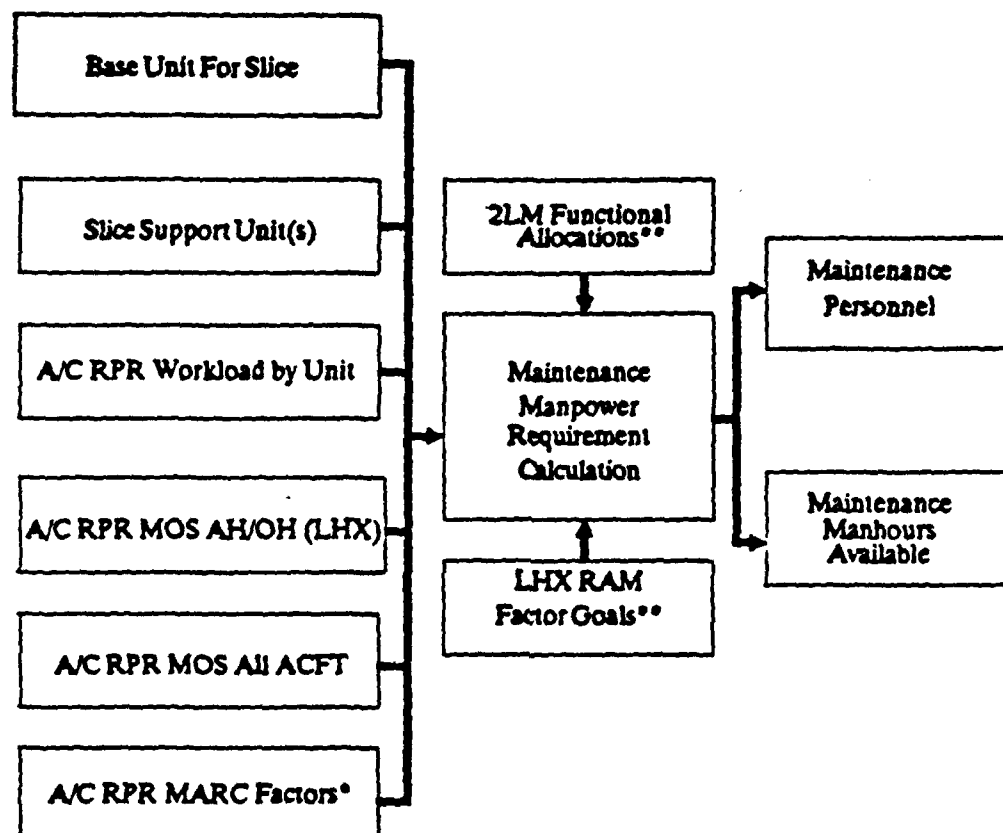 Base Unit For Slice
Slice Support Unit(s)
A/C RPR Workload by Unit
A/C RPR MOS AH/OH (LHX)
A/C RPR MOS All ACFT
A/C RPR MARC Factors*
2LM Functional
Allocations**
Maintenance
Manpower
Requirement
Calculation
LHX RAM
Factor Goals**
Maintenance
Personnel
Maintenance
Manhours
Available